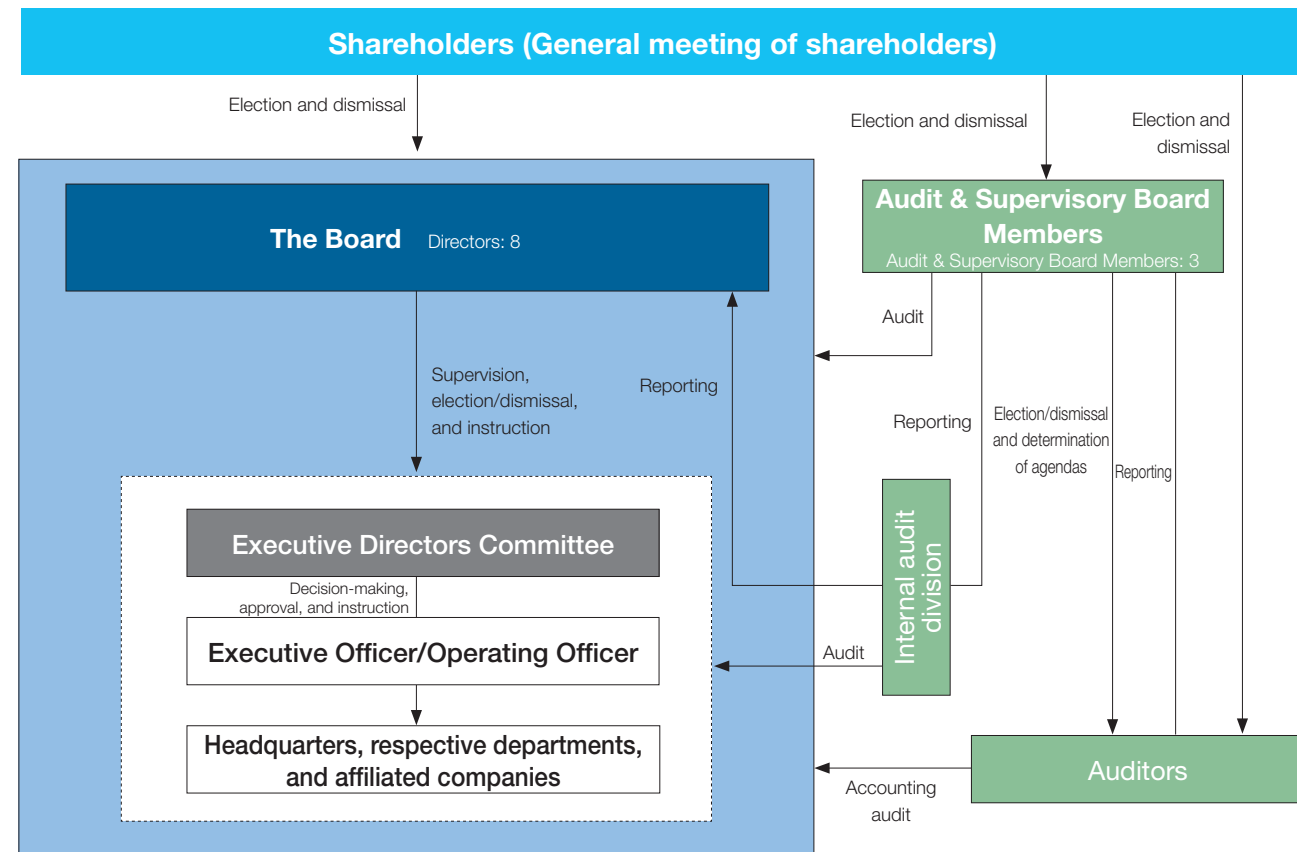 Shareholders (General meeting of shareholders)
Election and dismissal
Election and dismissal
Election and
dismissal
The Board Directors: 8
Audit & Supervisory Board
Members
Audit & Supervisory Board Members: 3
Audit
Supervision,
election/dismissal,
and instruction
Reporting
Reporting
Election/dismissal
and determination
of agendas
Reporting
Executive Directors Committee
Decision-making,
approval, and instruction
Executive Officer/Operating Officer
Audit
Internal audit
division
Headquarters, respective departments,
and affiliated companies
Accounting
audit
Auditors